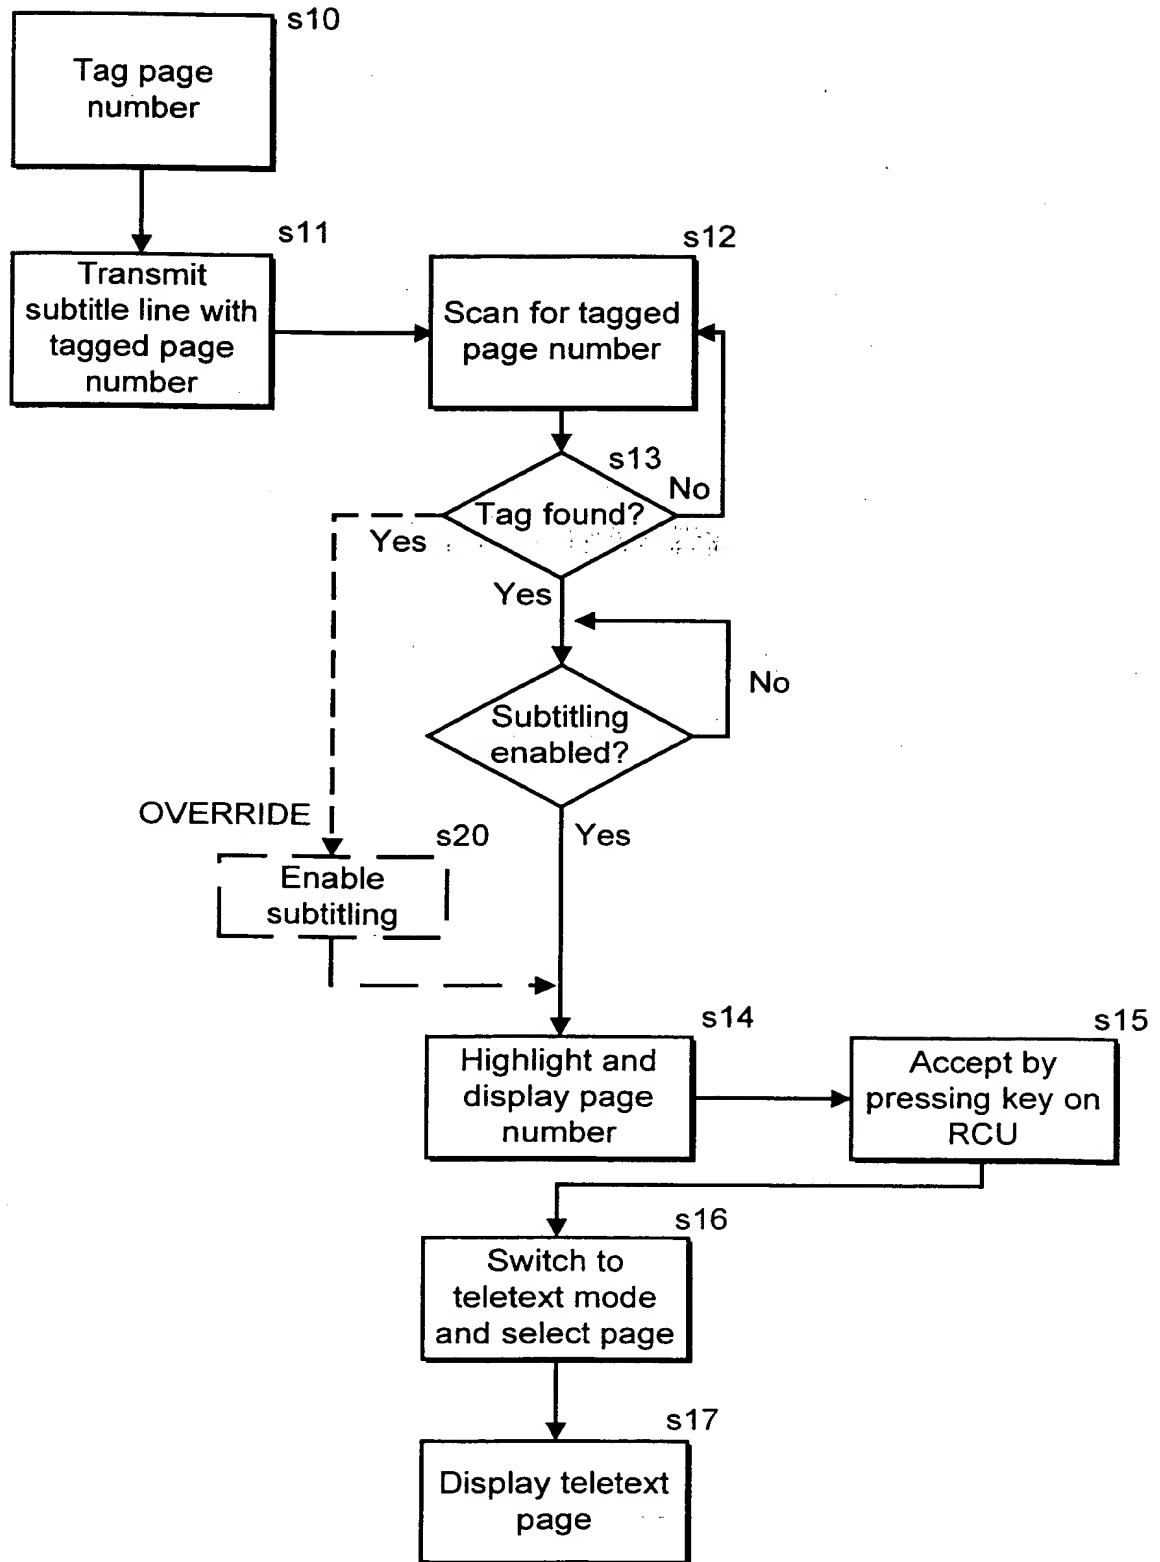 s10
Tag page
number
s11
Transmit
subtitle line with
tagged page
number
s12
Scan for tagged
page number
s13
Tag found?
No
Yes
Yes
Subtitling
enabled?
No
Yes
OVERRIDE
s20
Enable
subtitling
s14
Highlight and
display page
number
s15
Accept by
pressing key on
RCU
s16
Switch to
teletext mode
and select page
s17
Display teletext
page